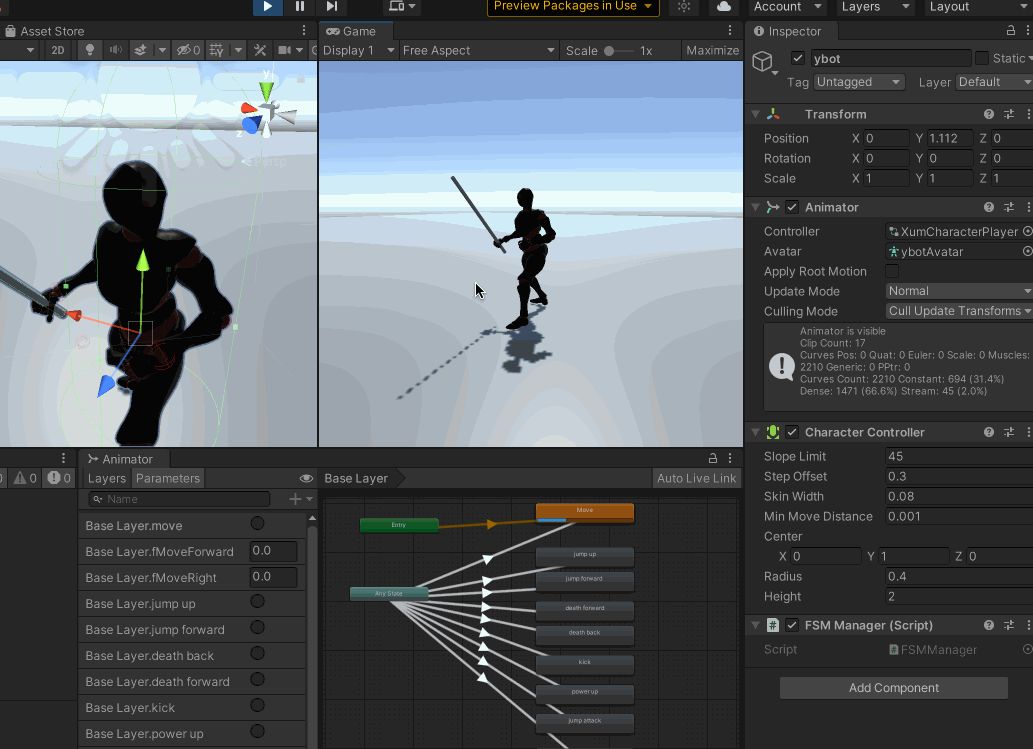 Preview Packages in Use
Account
Layers
Layout
Asset Store
Game
Inspector
2D
0
Display 1
Free Aspect
Scale
1x
Maximize
ybot
Static
Tag
Untagged
Layer
Default
Transform
Position X 0 Y 1.112 Z 0
Rotation X 0 Y 0 Z 0
Scale X 1 Y 1 Z 1
Animator
Controller XumCharacterPlayer
Avatar ybotAvatar
Apply Root Motion
Update Mode Normal
Culling Mode Cull Update Transforms
Animator is visible
Clip Count: 17
Curves Pos: 0 Quat: 0 Euler: 0 Scale: 0 Muscles:
2210 Generic: 0 PPtr: 0
Curves Count: 2210 Constant: 694 (31.4%)
Dense: 1471 (66.6%) Stream: 45 (2.0%)
Character Controller
Slope Limit 45
Step Offset 0.3
Skin Width 0.08
Min Move Distance 0.001
Center
X 0 Y 1 Z 0
Radius 0.4
Height 2
FSM Manager (Script)
Script FSMManager
Add Component
y
z
0
0
Animator
Layers
Parameters
Base Layer
Auto Live Link
Name
Base Layer.move
Base Layer.fMoveForward 0.0
Base Layer.fMoveRight 0.0
Base Layer.jump up
Base Layer.jump forward
Base Layer.death back
Base Layer.death forward
Base Layer.kick
Base Layer.power up
Entry
Any State
Move
jump up
jump forward
death forward
death back
kick
power up
jump attack